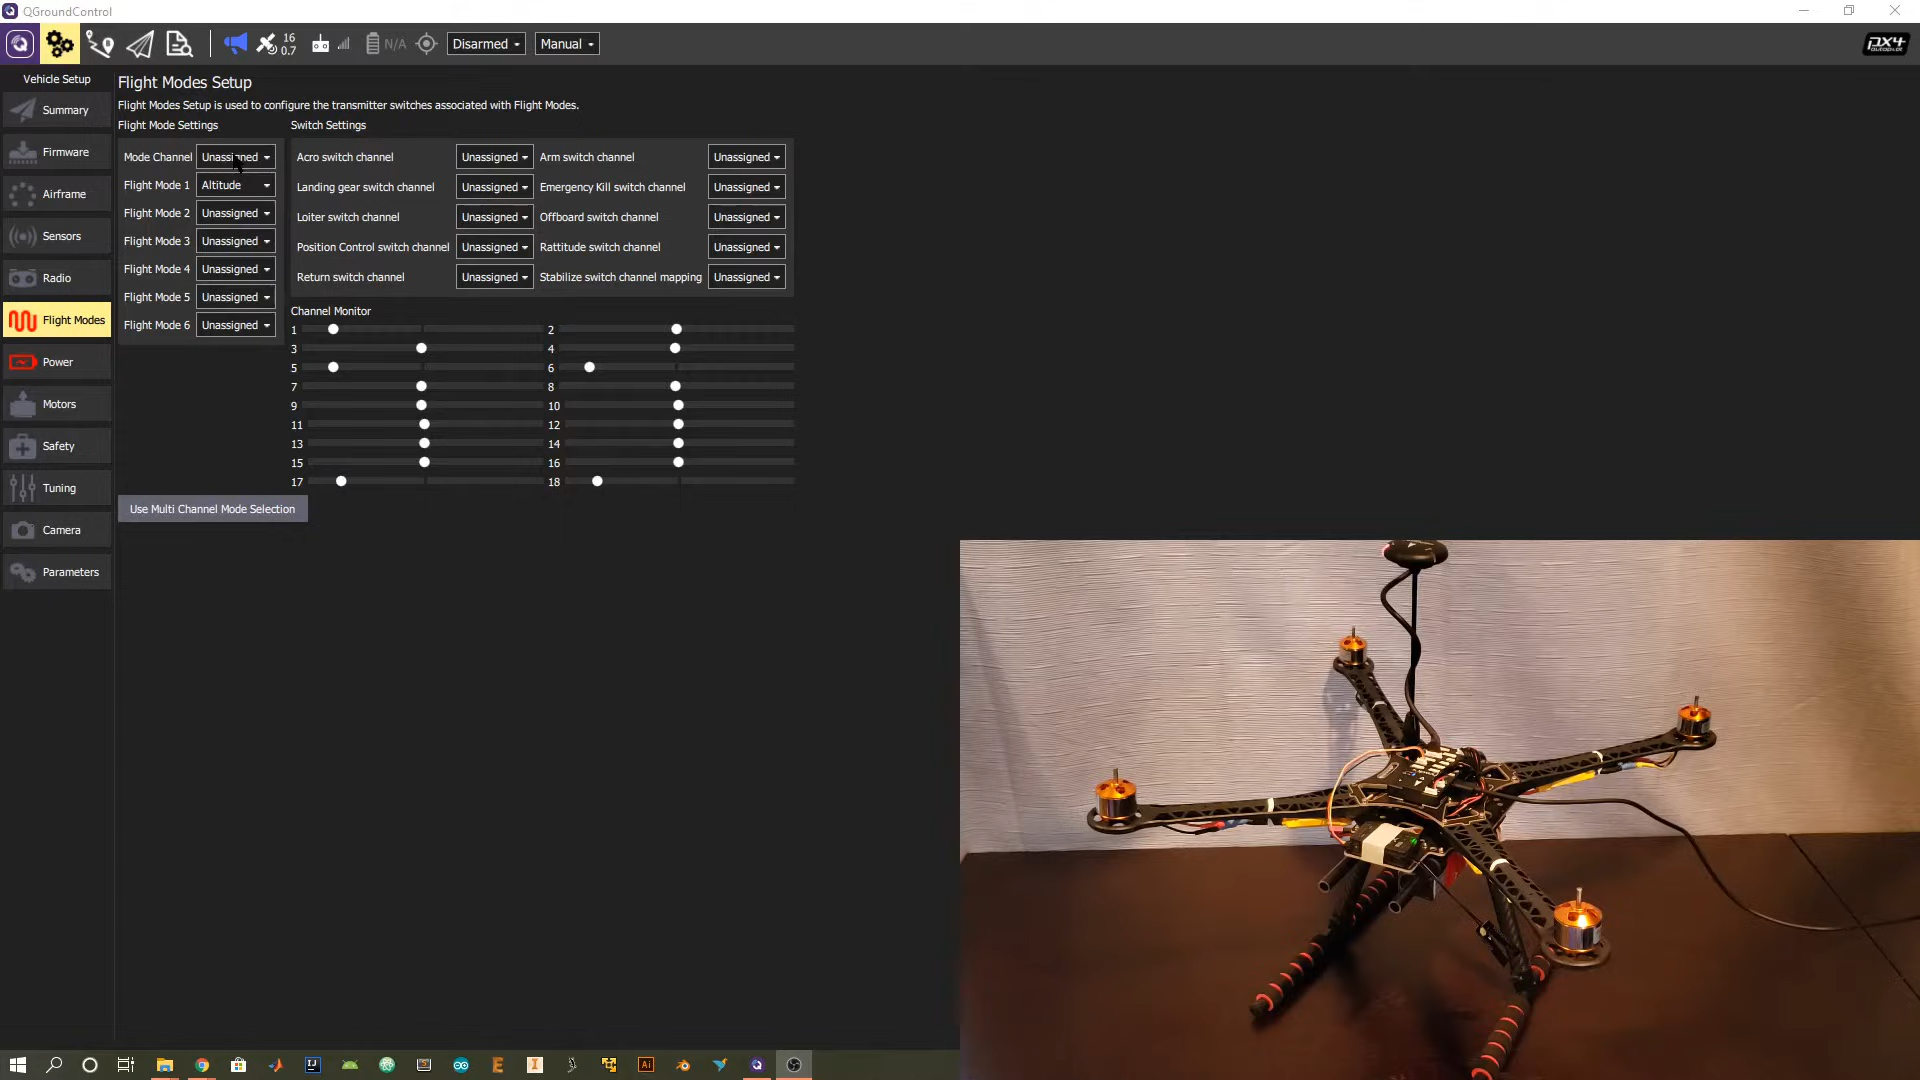 QGroundControl
16
0.7
N/A
Disarmed
Manual
PX4
autopilot
Vehicle Setup
Summary
Firmware
Airframe
Sensors
Radio
Flight Modes
Power
Motors
Safety
Tuning
Camera
Parameters
Flight Modes Setup
Flight Modes Setup is used to configure the transmitter switches associated with Flight Modes.
Flight Mode Settings
Mode Channel Unassigned
Flight Mode 1 Altitude
Flight Mode 2 Unassigned
Flight Mode 3 Unassigned
Flight Mode 4 Unassigned
Flight Mode 5 Unassigned
Flight Mode 6 Unassigned
Switch Settings
Acro switch channel Unassigned Arm switch channel Unassigned
Landing gear switch channel Unassigned Emergency Kill switch channel Unassigned
Loiter switch channel Unassigned Offboard switch channel Unassigned
Position Control switch channel Unassigned Rattitude switch channel Unassigned
Return switch channel Unassigned Stabilize switch channel mapping Unassigned
Channel Monitor
1 2
3 4
5 6
7 8
9 10
11 12
13 14
15 16
17 18
Use Multi Channel Mode Selection
IJ
E
I
Ai